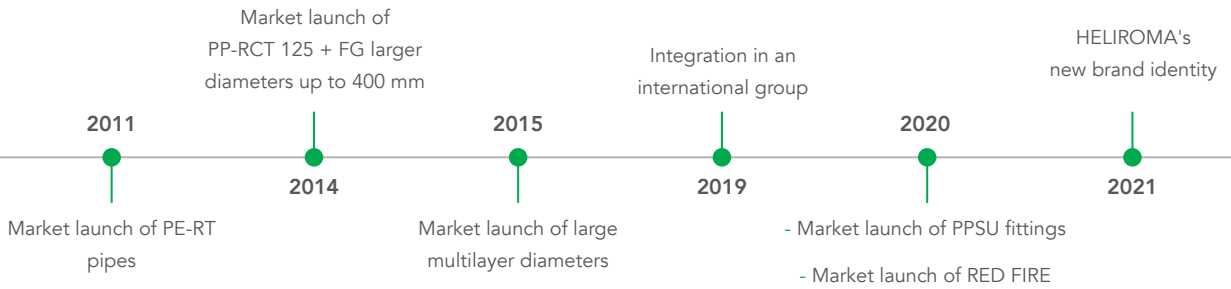 2011
Market launch of PE-RT
pipes
Market launch of
PP-RCT 125 + FG larger
diameters up to 400 mm
2014
2015
Market launch of large
multilayer diameters
Integration in an
international group
2019
2020
- Market launch of PPSU fittings
- Market launch of RED FIRE
HELIROMA's
new brand identity
2021